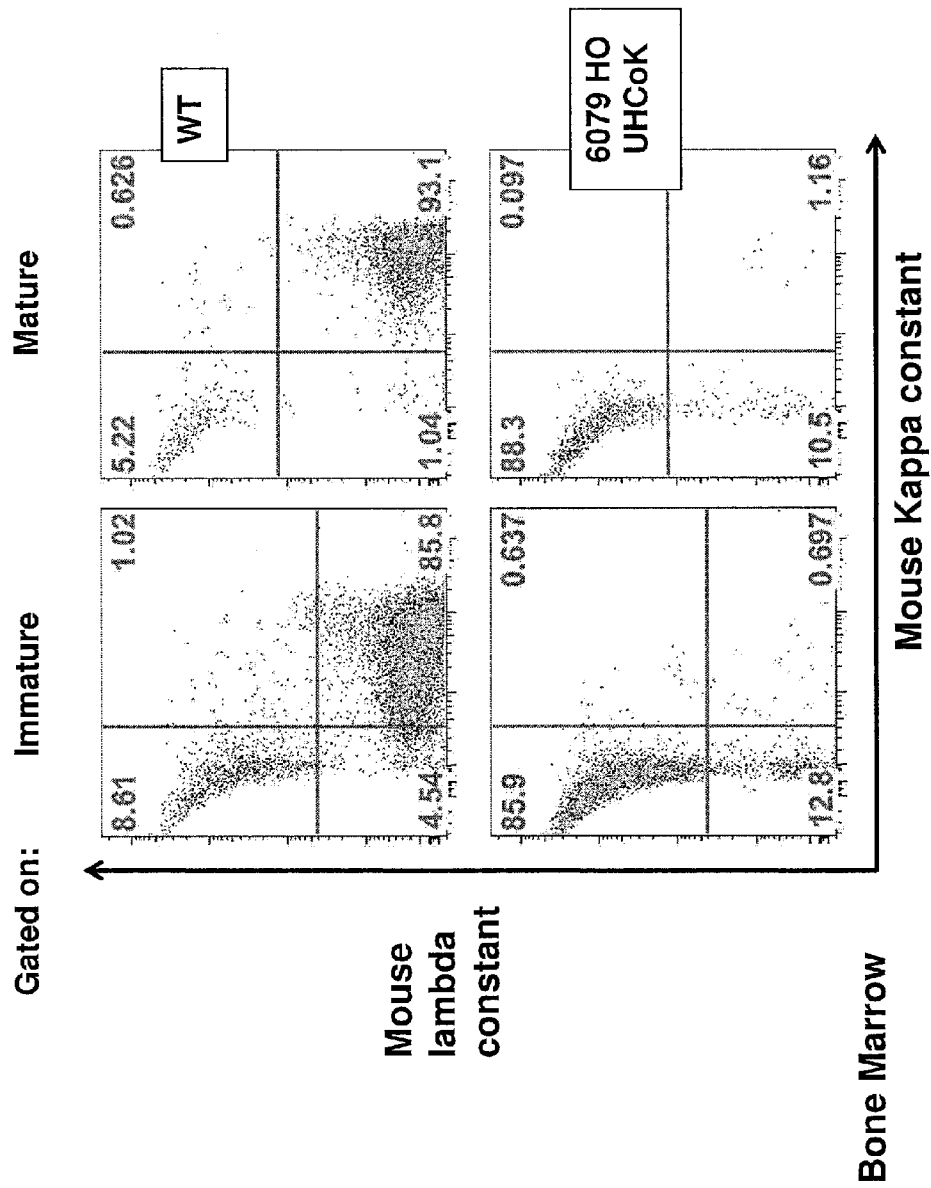 Gated on:
Immature
Mature
8.61
1.02
4.54
85.8
5.22
0.626
1.04
93.1
WT
85.9
0.637
12.8
0.697
88.3
0.097
10.5
1.16
6079 HO
UHCoK
Mouse
lambda
constant
Mouse Kappa constant
Bone Marrow